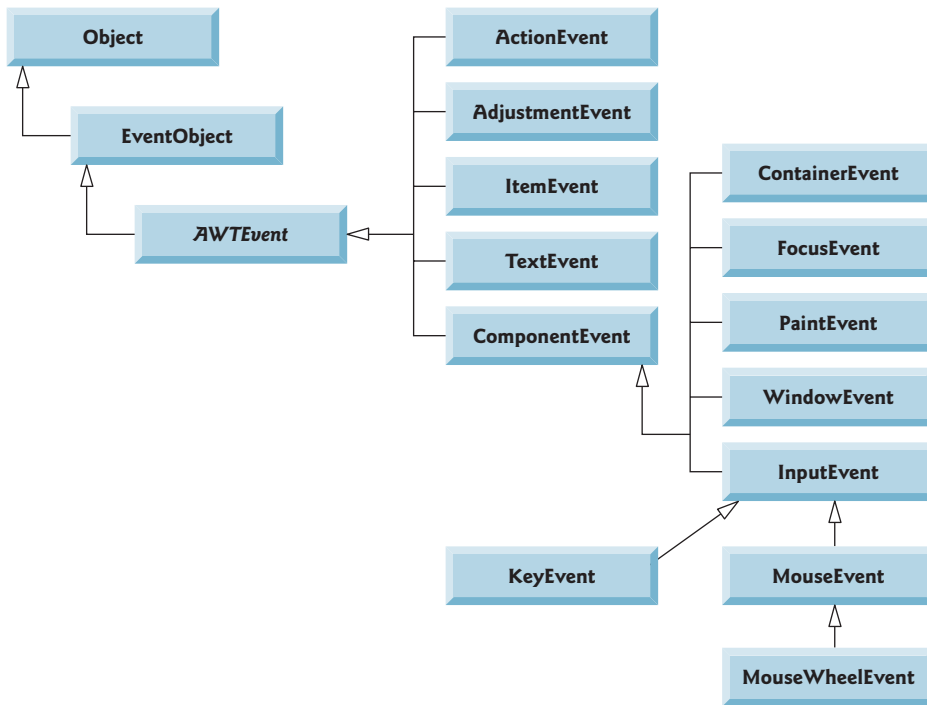 Object
EventObject
AWTEvent
ActionEvent
AdjustmentEvent
ItemEvent
TextEvent
ComponentEvent
ContainerEvent
FocusEvent
PaintEvent
WindowEvent
InputEvent
KeyEvent
MouseEvent
MouseWheelEvent